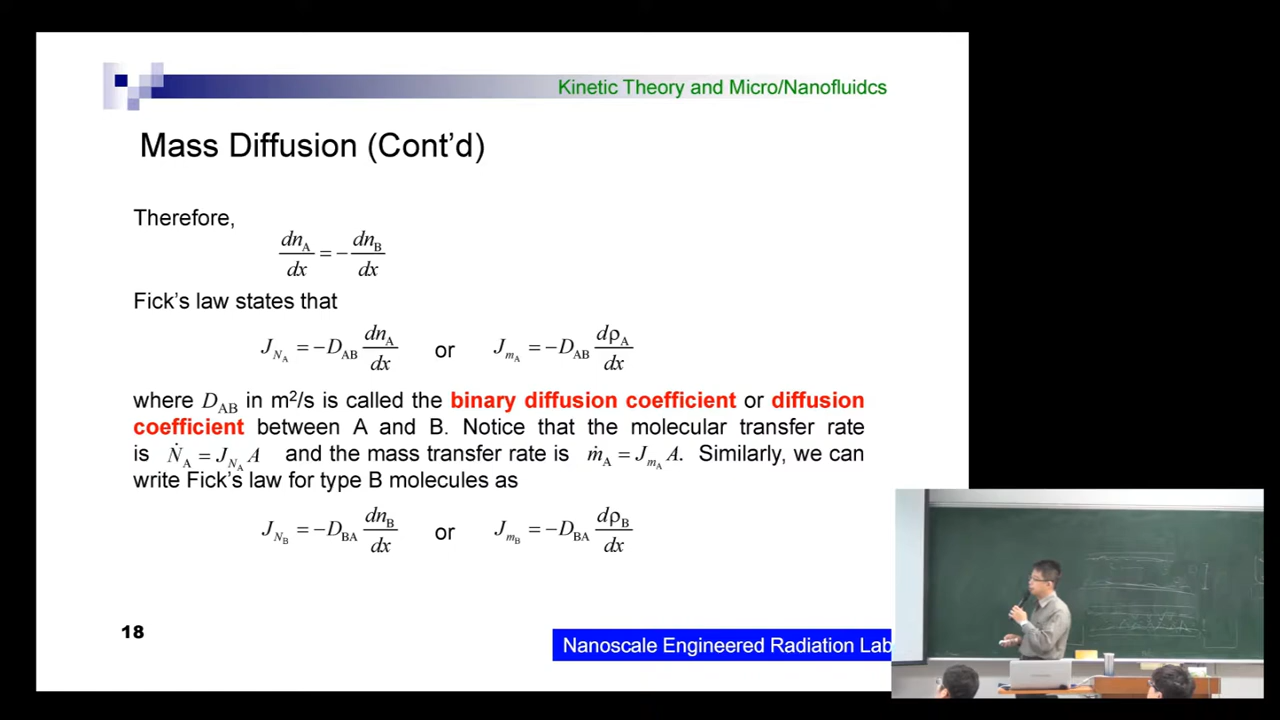 Kinetic Theory and Micro/Nanofluidcs
Mass Diffusion (Cont’d)
Therefore,
dn_A/dx = − dn_B/dx
Fick’s law states that
J_{N_A} = −D_AB dn_A/dx or J_{m_A} = −D_AB dρ_A/dx
where D_AB in m²/s is called the binary diffusion coefficient or diffusion
coefficient between A and B. Notice that the molecular transfer rate
is Ṅ_A = J_{N_A} A and the mass transfer rate is ṁ_A = J_{m_A} A. Similarly, we can
write Fick’s law for type B molecules as
J_{N_B} = −D_BA dn_B/dx or J_{m_B} = −D_BA dρ_B/dx
18
Nanoscale Engineered Radiation Lab